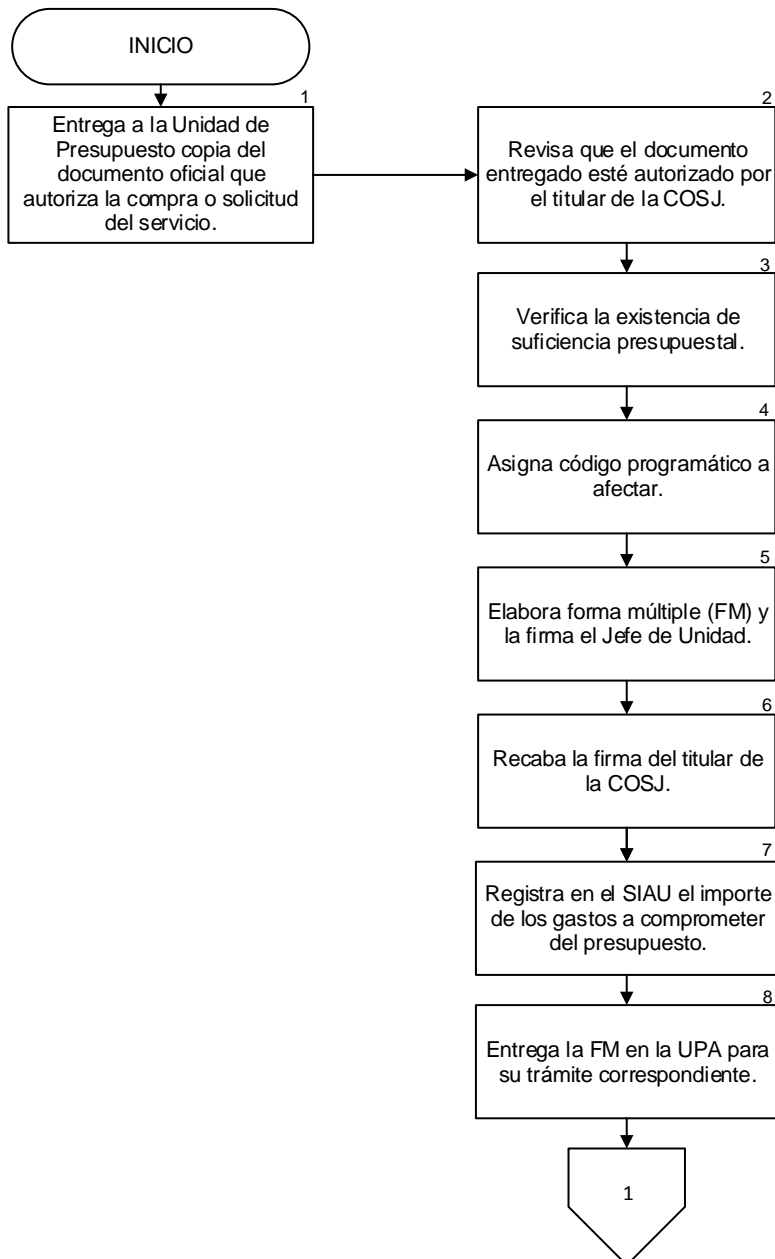 INICIO
1
Entrega a la Unidad de
Presupuesto copia del
documento oficial que
autoriza la compra o solicitud
del servicio.
2
Revisa que el documento
entregado esté autorizado por
el titular de la COSJ.
3
Verifica la existencia de
suficiencia presupuestal.
4
Asigna código programático a
afectar.
5
Elabora forma múltiple (FM) y
la firma el Jefe de Unidad.
6
Recaba la firma del titular de
la COSJ.
7
Registra en el SIAU el importe
de los gastos a comprometer
del presupuesto.
8
Entrega la FM en la UPA para
su trámite correspondiente.
1